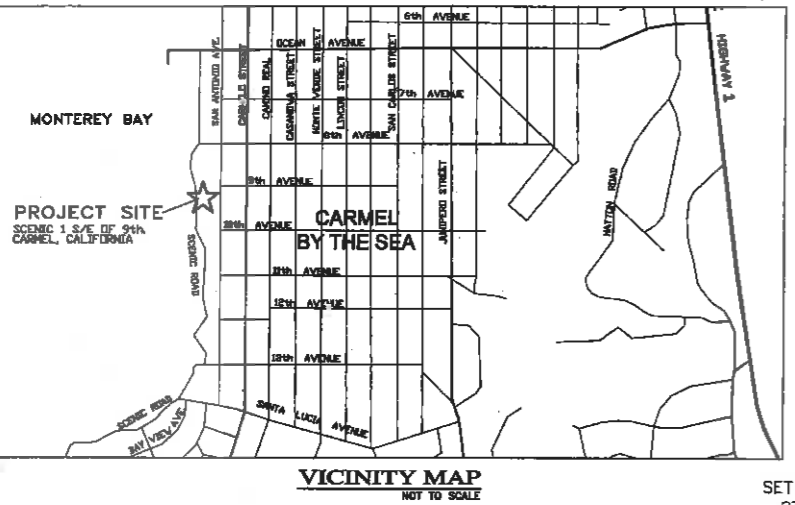 6th AVENUE
OCEAN AVENUE
HIGHWAY 1
SAN ANTONIO AVE.
CAMINO REAL
CASANOVA STREET
MONTE VERDE STREET
LINCON STREET
SAN CARLOS STREET
7th AVENUE
MONTEREY BAY
8th AVENUE
9th AVENUE
JUNIPERO STREET
HATTON ROAD
PROJECT SITE
SCENIC 1 S/E OF 9th
CARMEL, CALIFORNIA
10th AVENUE
CARMEL
BY THE SEA
SCENIC ROAD
11th AVENUE
12th AVENUE
13th AVENUE
SCENIC ROAD
BAY VIEW AVE.
SANTA LUCIA AVENUE
VICINITY MAP
NOT TO SCALE
SET